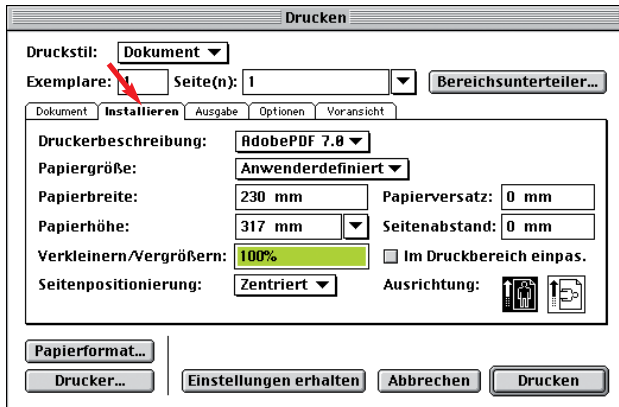 Drucken
Druckstil: Dokument
Exemplare: 1 Seite(n): 1 Bereichsunterteiler...
Dokument Installieren Ausgabe Optionen Voransicht
Druckerbeschreibung: AdobePDF 7.0
Papiergröße: Anwenderdefiniert
Papierbreite: 230 mm Papierversatz: 0 mm
Papierhöhe: 317 mm Seitenabstand: 0 mm
Verkleinern/Vergrößern: 100% Im Druckbereich einpas.
Seitenpositionierung: Zentriert Ausrichtung:
Papierformat...
Drucker... Einstellungen erhalten Abbrechen Drucken